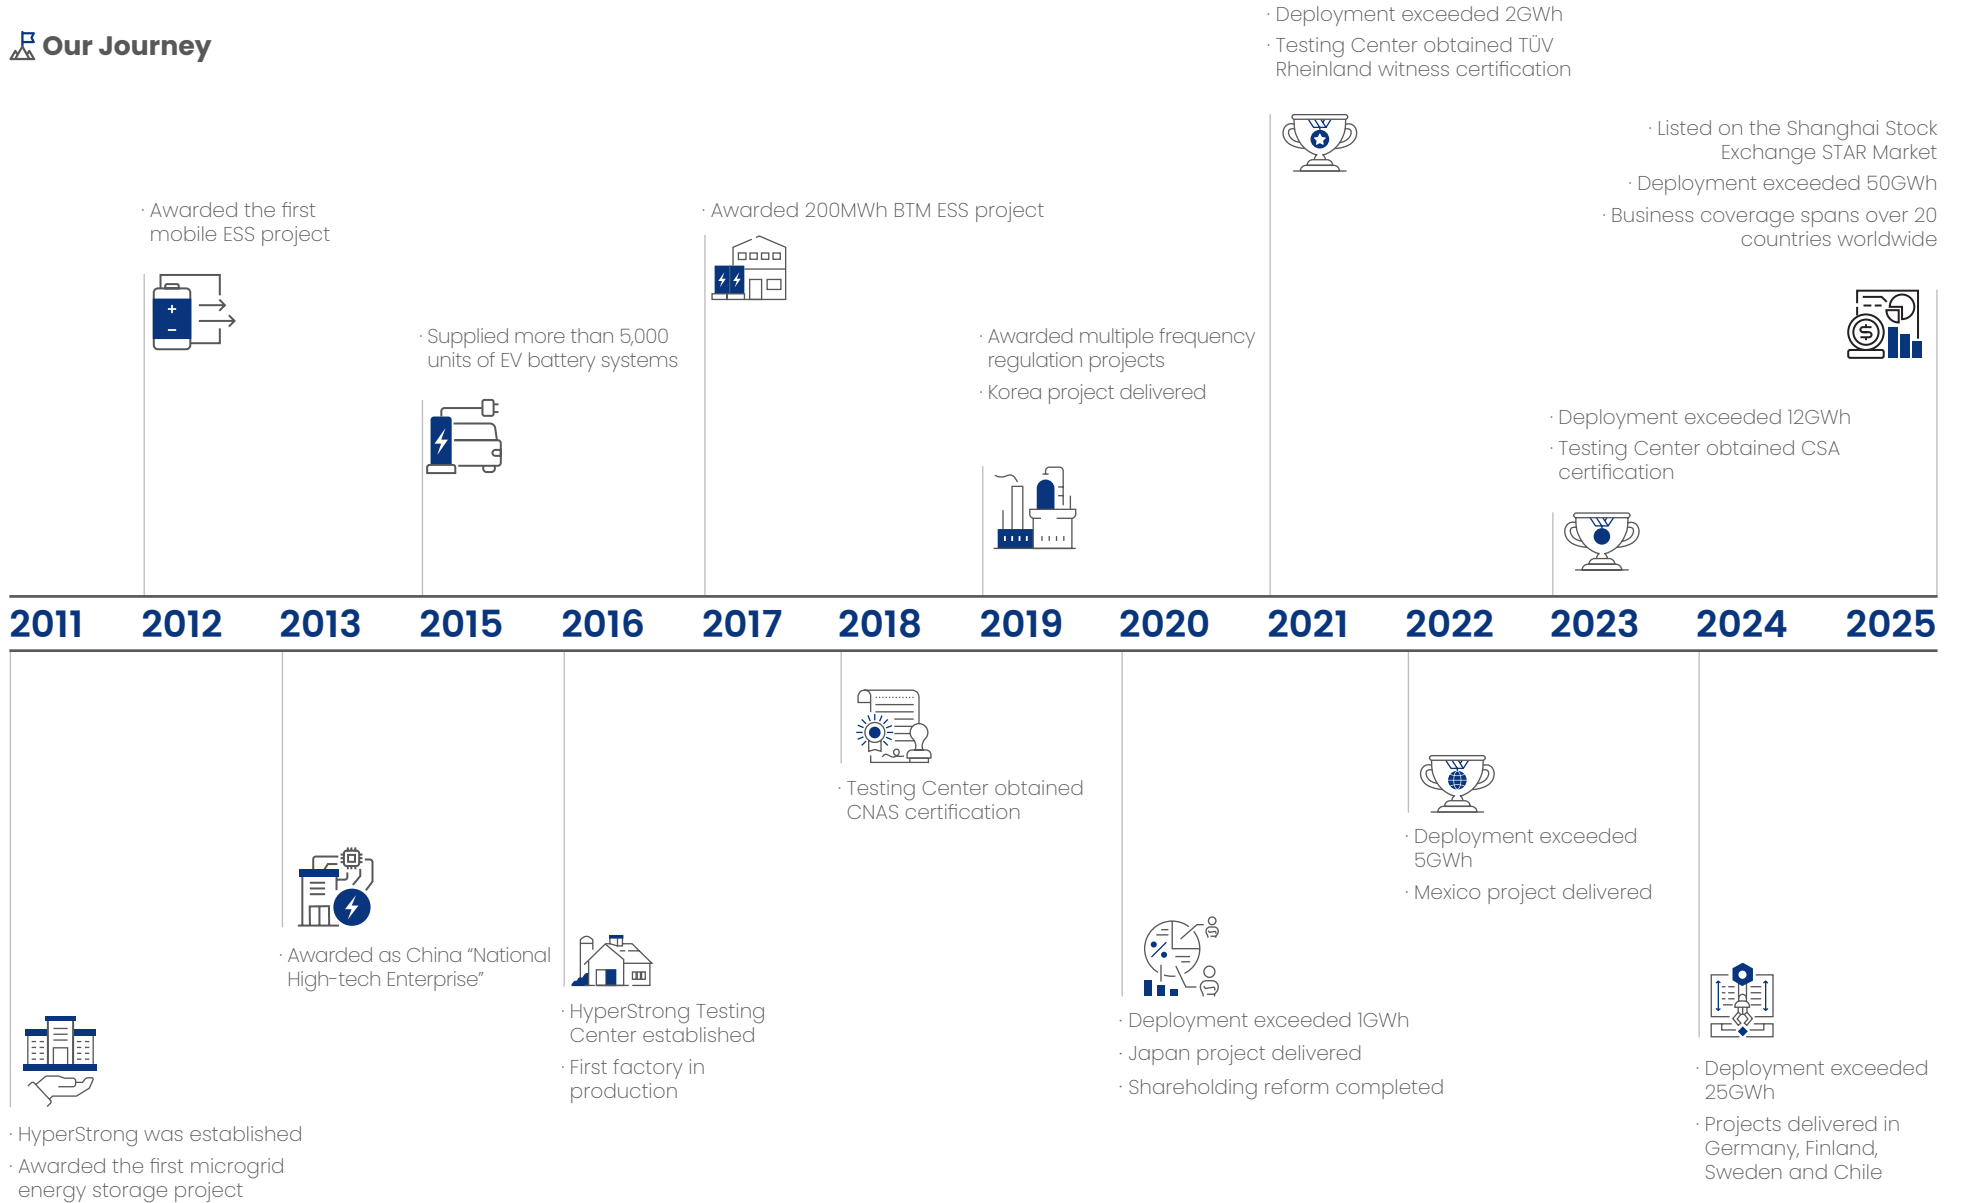 Our Journey
· Deployment exceeded 2GWh
· Testing Center obtained TÜV
Rheinland witness certification
· Listed on the Shanghai Stock
Exchange STAR Market
· Deployment exceeded 50GWh
· Business coverage spans over 20
countries worldwide
· Awarded the first
mobile ESS project
· Awarded 200MWh BTM ESS project
· Supplied more than 5,000
units of EV battery systems
· Awarded multiple frequency
regulation projects
· Korea project delivered
· Deployment exceeded 12GWh
· Testing Center obtained CSA
certification
2011 2012 2013 2015 2016 2017 2018 2019 2020 2021 2022 2023 2024 2025
· Testing Center obtained
CNAS certification
· Deployment exceeded
5GWh
· Mexico project delivered
· Awarded as China “National
High-tech Enterprise”
· HyperStrong Testing
Center established
· First factory in
production
· Deployment exceeded 1GWh
· Japan project delivered
· Shareholding reform completed
· Deployment exceeded
25GWh
· Projects delivered in
Germany, Finland,
Sweden and Chile
· HyperStrong was established
· Awarded the first microgrid
energy storage project